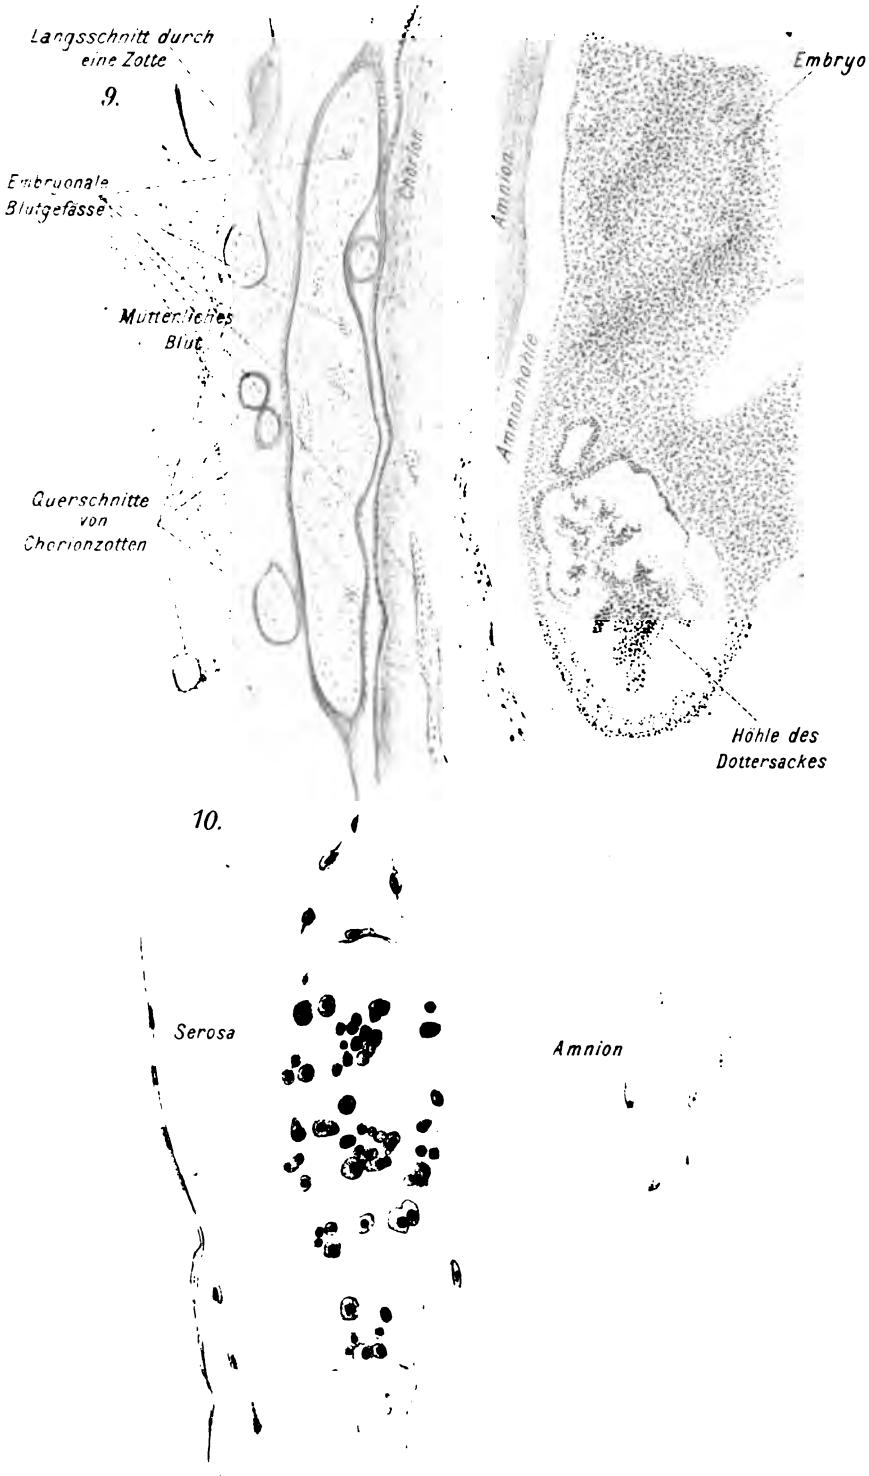 Langsschnitt durch
eine Zotte
9.
Embryo
Chorion
Amnion
Embryonale
Blutgefässe
Mütterliches
Blut
Amnionhöhle
Querschnitte
von
Chorionzotten
Höhle des
Dottersackes
10.
Serosa
Amnion